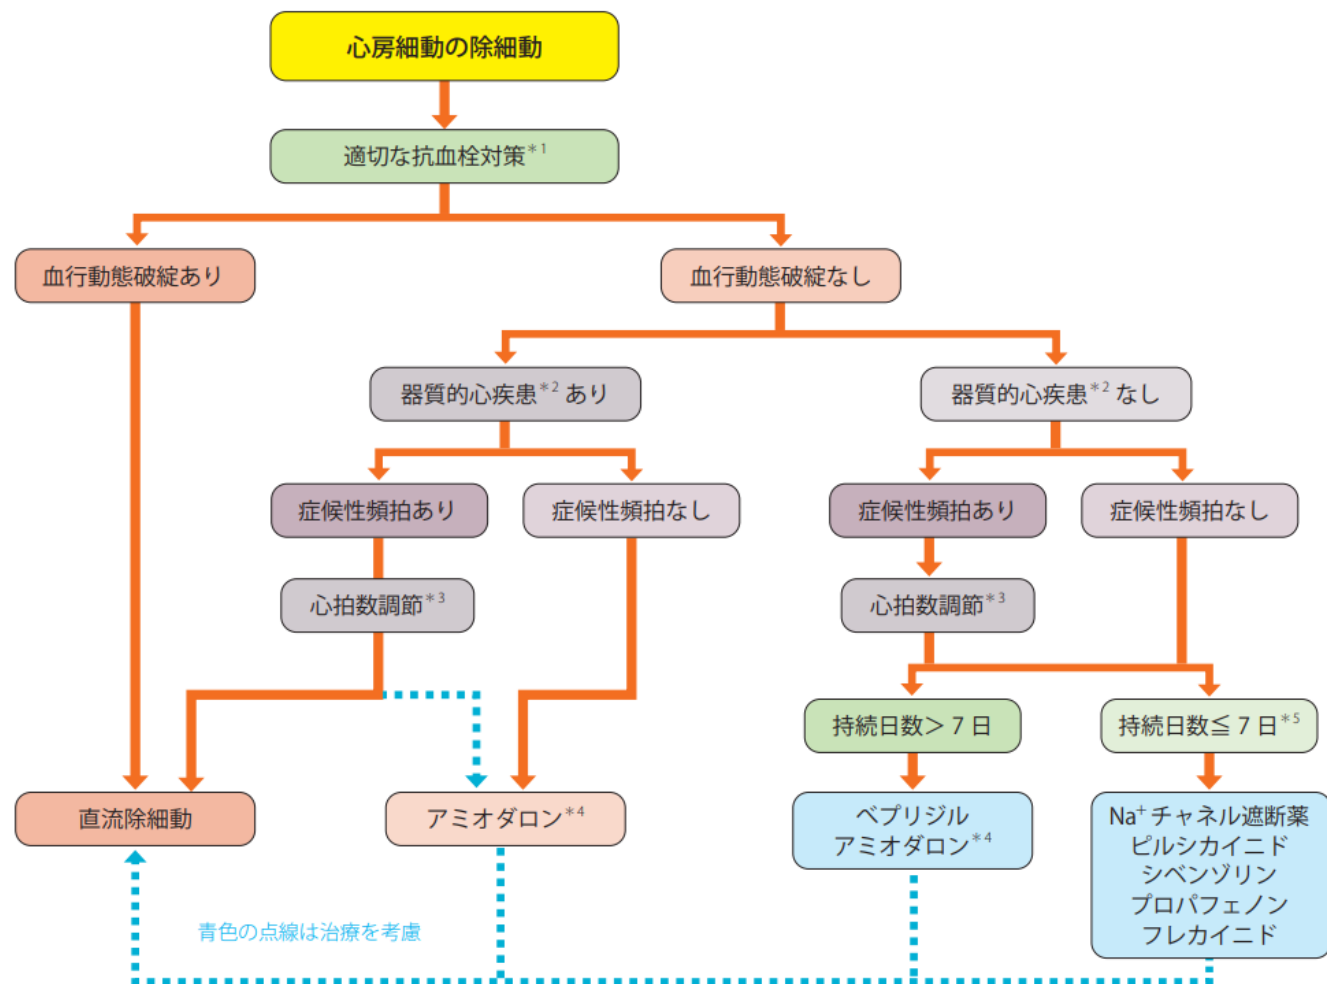 心房細動の除細動
適切な抗血栓対策*1
血行動態破綻あり
血行動態破綻なし
器質的心疾患*2 あり
器質的心疾患*2 なし
症候性頻拍あり
症候性頻拍なし
症候性頻拍あり
症候性頻拍なし
心拍数調節*3
心拍数調節*3
持続日数＞7日
持続日数≦7日*5
直流除細動
アミオダロン*4
ベプリジル
アミオダロン*4
Na+チャネル遮断薬
ピルシカイニド
シベンゾリン
プロパフェノン
フレカイニド
青色の点線は治療を考慮